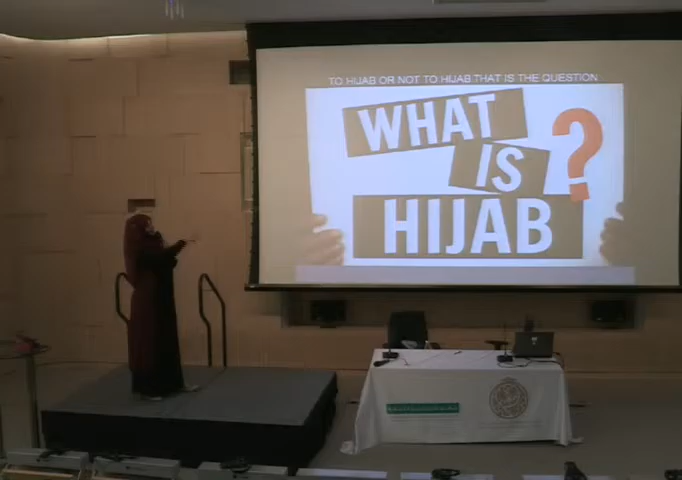 TO HIJAB OR NOT TO HIJAB THAT IS THE QUESTION
WHAT
IS
HIJAB
?